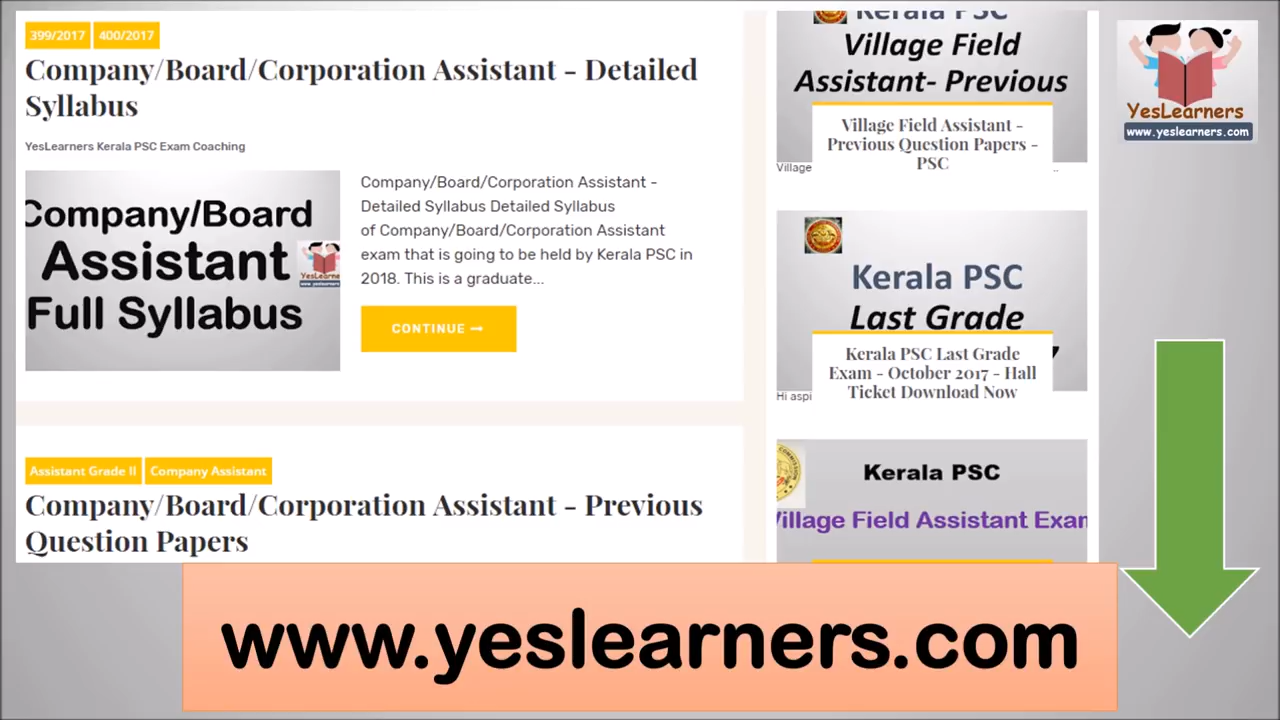 399/2017 400/2017
Company/Board/Corporation Assistant - Detailed
Syllabus
YesLearners Kerala PSC Exam Coaching
Company/Board
Assistant
Full Syllabus
YesLearners
Company/Board/Corporation Assistant -
Detailed Syllabus Detailed Syllabus
of Company/Board/Corporation Assistant
exam that is going to be held by Kerala PSC in
2018. This is a graduate...
CONTINUE
Assistant Grade II Company Assistant
Company/Board/Corporation Assistant - Previous
Question Papers
Kerala PSC
Village Field
Assistant- Previous
Village Field Assistant -
Previous Question Papers -
PSC
Village
..
Kerala PSC
Last Grade
Kerala PSC Last Grade
Exam - October 2017 - Hall
Ticket Download Now
Hi aspi
Kerala PSC
Village Field Assistant Exam
YesLearners
www.yeslearners.com
www.yeslearners.com